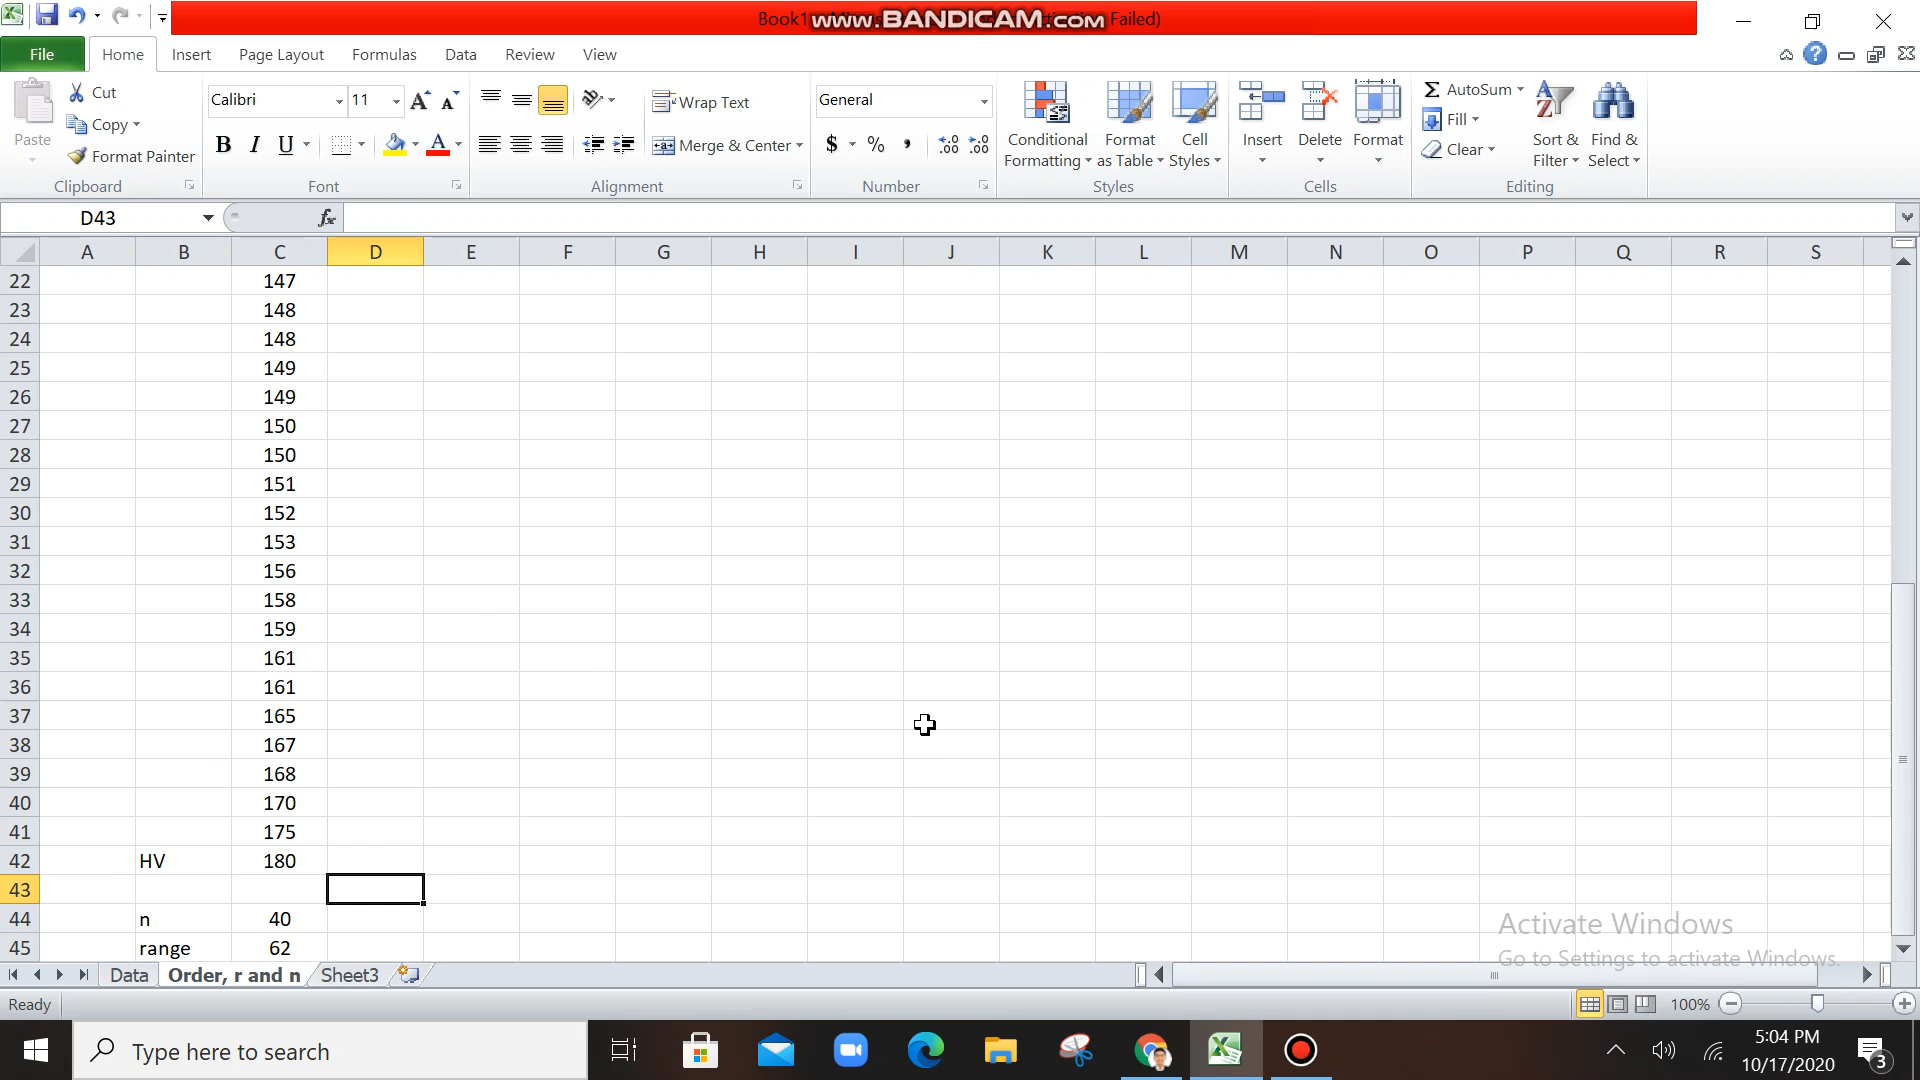 Book1
www.BANDICAM.com
Failed)
File Home Insert Page Layout Formulas Data Review View
Paste
Cut
Copy
Format Painter
Clipboard
Calibri 11
B I U
Font
Wrap Text
Merge & Center
Alignment
General
$ % ,
Number
Conditional Formatting
Format as Table
Cell Styles
Styles
Insert Delete Format
Cells
AutoSum
Fill
Clear
Sort & Filter
Find & Select
Editing
D43 fx
A B C D E F G H I J K L M N O P Q R S
22 147
23 148
24 148
25 149
26 149
27 150
28 150
29 151
30 152
31 153
32 156
33 158
34 159
35 161
36 161
37 165
38 167
39 168
40 170
41 175
42 HV 180
43
44 n 40
45 range 62
Activate Windows
Go to Settings to activate Windows.
Data Order, r and n Sheet3
Ready 100%
Type here to search
5:04 PM
10/17/2020
3